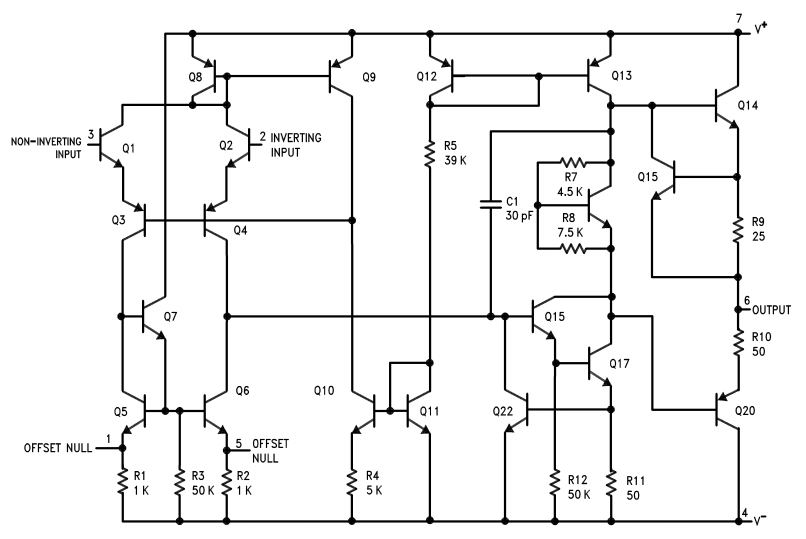 7
V+
Q8
Q9
Q12
Q13
Q14
3
NON-INVERTING
INPUT
Q1
Q2
2 INVERTING
INPUT
R5
39 K
R7
4.5 K
Q15
Q3
Q4
C1
30 pF
R8
7.5 K
R9
25
Q7
Q15
6
OUTPUT
R10
50
Q5
Q6
Q10
Q11
Q22
Q17
Q20
1
OFFSET NULL
5 OFFSET
NULL
R1
1 K
R3
50 K
R2
1 K
R4
5 K
R12
50 K
R11
50
4
V−